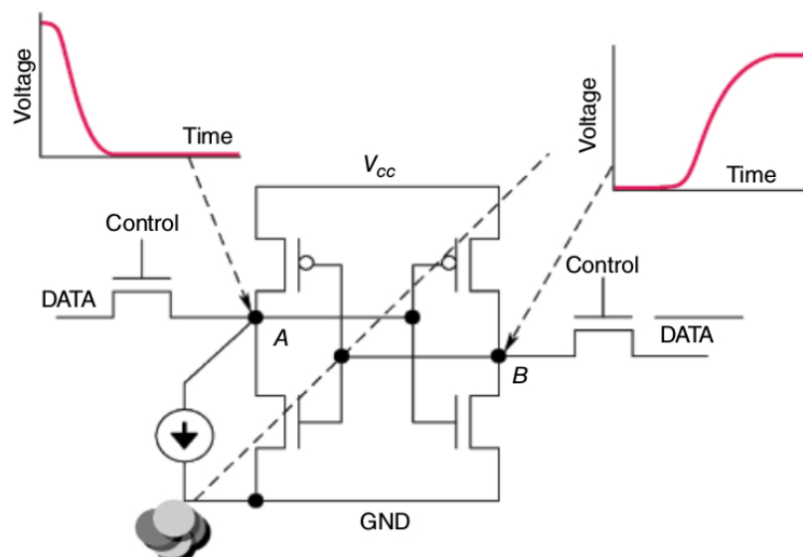 Voltage
Time
Voltage
Time
Vcc
Control
DATA
A
Control
DATA
B
GND